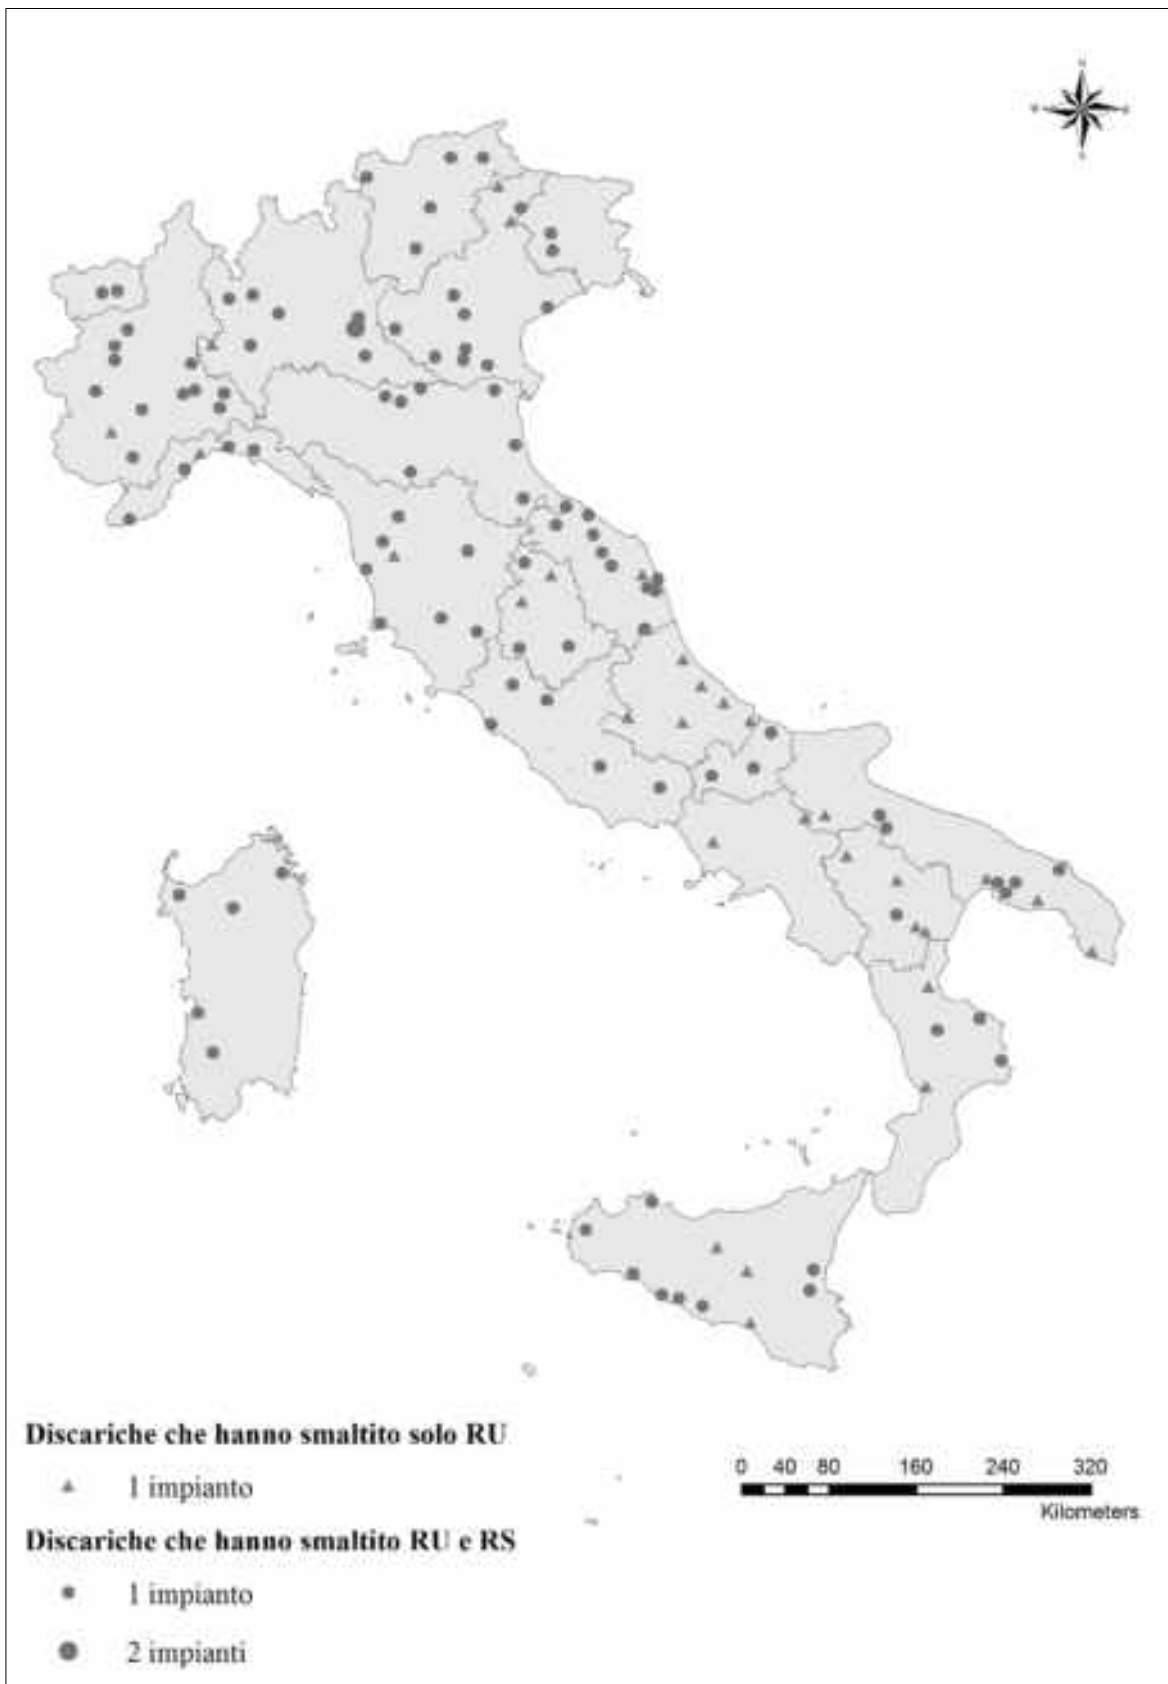 N
S
Discariche che hanno smaltito solo RU
1 impianto
Discariche che hanno smaltito RU e RS
1 impianto
2 impianti
0 40 80 160 240 320
Kilometers